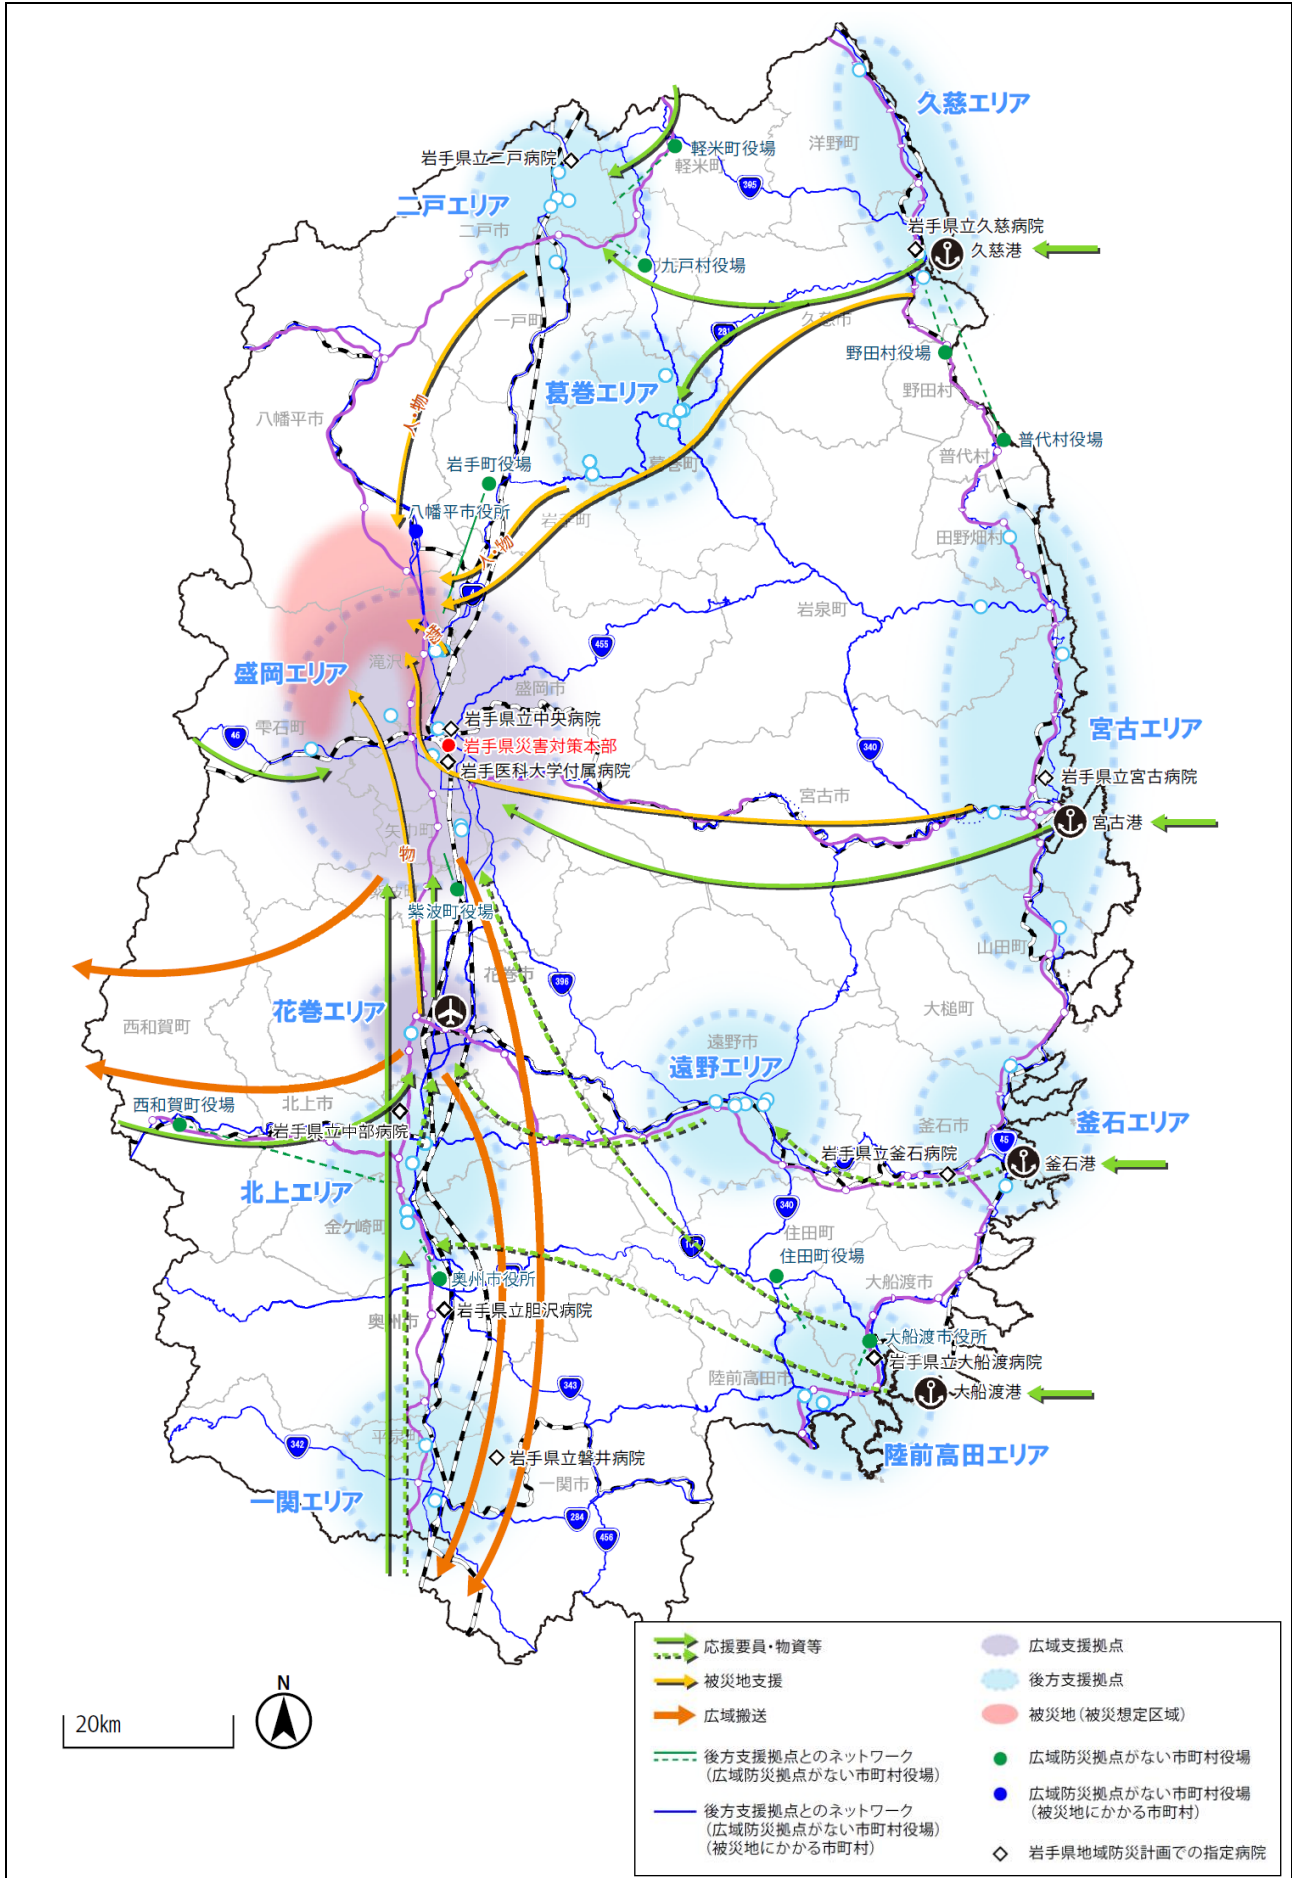 久慈エリア
洋野町
岩手県立二戸病院
軽米町役場
軽米町
395
二戸エリア
二戸市
岩手県立久慈病院
久慈港
九戸村役場
一戸町
久慈市
281
野田村役場
葛巻エリア
野田村
人・物
八幡平市
普代村役場
普代村
岩手町役場
葛巻町
八幡平市役所
岩手町
田野畑村
人・物
4
岩泉町
455
滝沢
盛岡エリア
盛岡市
雫石町
46
岩手県立中央病院
岩手県災害対策本部
岩手医科大学付属病院
340
宮古エリア
岩手県立宮古病院
宮古市
宮古港
矢巾町
物
紫波町役場
山田町
花巻市
396
花巻エリア
大槌町
西和賀町
遠野市
遠野エリア
西和賀町役場
北上市
釜石市
釜石エリア
岩手県立中部病院
45
岩手県立釜石病院
釜石港
北上エリア
340
金ケ崎町
住田町
107
住田町役場
奥州市役所
大船渡市
岩手県立胆沢病院
奥州市
大船渡市役所
岩手県立大船渡病院
陸前高田市
343
大船渡港
平泉町
342
岩手県立磐井病院
陸前高田エリア
一関市
一関エリア
284
456
応援要員・物資等
被災地支援
広域搬送
後方支援拠点とのネットワーク
(広域防災拠点がない市町村役場)
後方支援拠点とのネットワーク
(広域防災拠点がない市町村役場)
(被災地にかかる市町村)
広域支援拠点
後方支援拠点
被災地(被災想定区域)
広域防災拠点がない市町村役場
広域防災拠点がない市町村役場
(被災地にかかる市町村)
岩手県地域防災計画での指定病院
N
20km